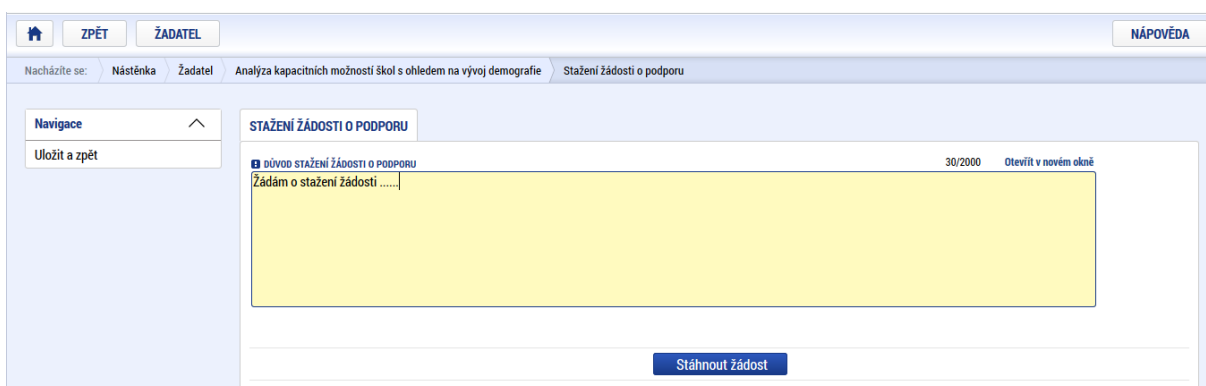 ZPĚT ŽADATEL NÁPOVĚDA
Nacházíte se: Nástěnka Žadatel Analýza kapacitních možností škol s ohledem na vývoj demografie Stažení žádosti o podporu
Navigace
Uložit a zpět
STAŽENÍ ŽÁDOSTI O PODPORU
DŮVOD STAŽENÍ ŽÁDOSTI O PODPORU 30/2000 Otevřít v novém okně
Žádám o stažení žádosti ......
Stáhnout žádost